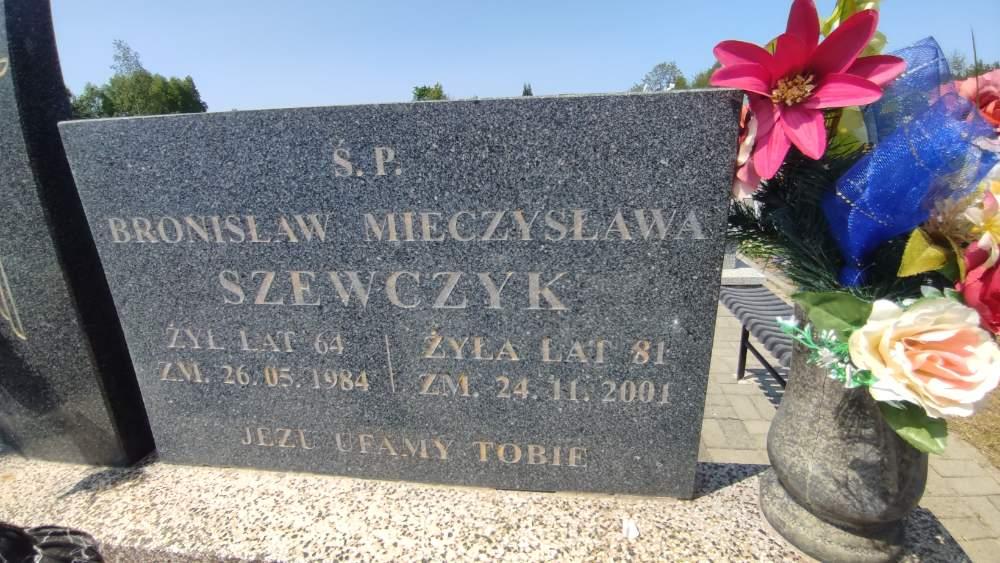 Ś. P.
BRONISŁAW MIECZYSŁAWA
SZEWCZYK
ŻYŁ LAT 64
ZM. 26. 05. 1984
ŻYŁA LAT 81
ZM. 24. 11. 2001
JEZU UFAMY TOBIE